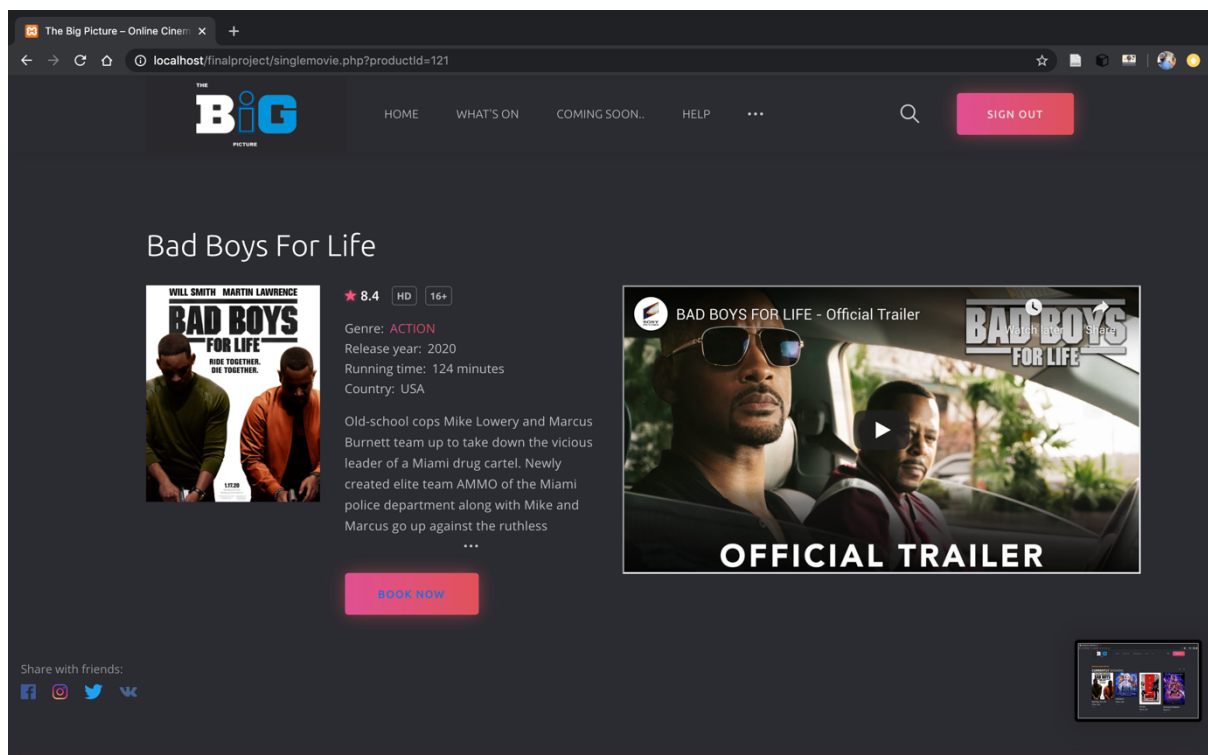 The Big Picture – Online Cinem
localhost/finalproject/singlemovie.php?productId=121
THE
BiG
PICTURE
HOME WHAT'S ON COMING SOON.. HELP ...
SIGN OUT
Bad Boys For Life
WILL SMITH MARTIN LAWRENCE
BAD BOYS
FOR LIFE
RIDE TOGETHER.
DIE TOGETHER.
1.17.20
8.4 HD 16+
Genre: ACTION
Release year: 2020
Running time: 124 minutes
Country: USA
Old-school cops Mike Lowery and Marcus
Burnett team up to take down the vicious
leader of a Miami drug cartel. Newly
created elite team AMMO of the Miami
police department along with Mike and
Marcus go up against the ruthless
...
BOOK NOW
SONY
BAD BOYS FOR LIFE - Official Trailer
BAD BOYS
FOR LIFE
Watch later Share
OFFICIAL TRAILER
Share with friends: